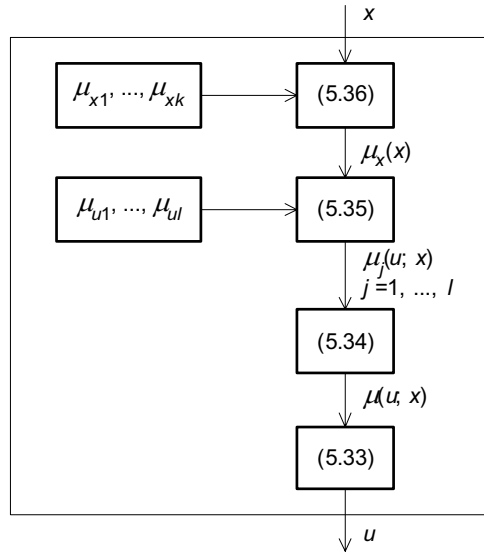 x
μx1, ..., μxk
(5.36)
μx(x)
μu1, ..., μul
(5.35)
μj(u; x)
j =1, ..., l
(5.34)
μ(u; x)
(5.33)
u